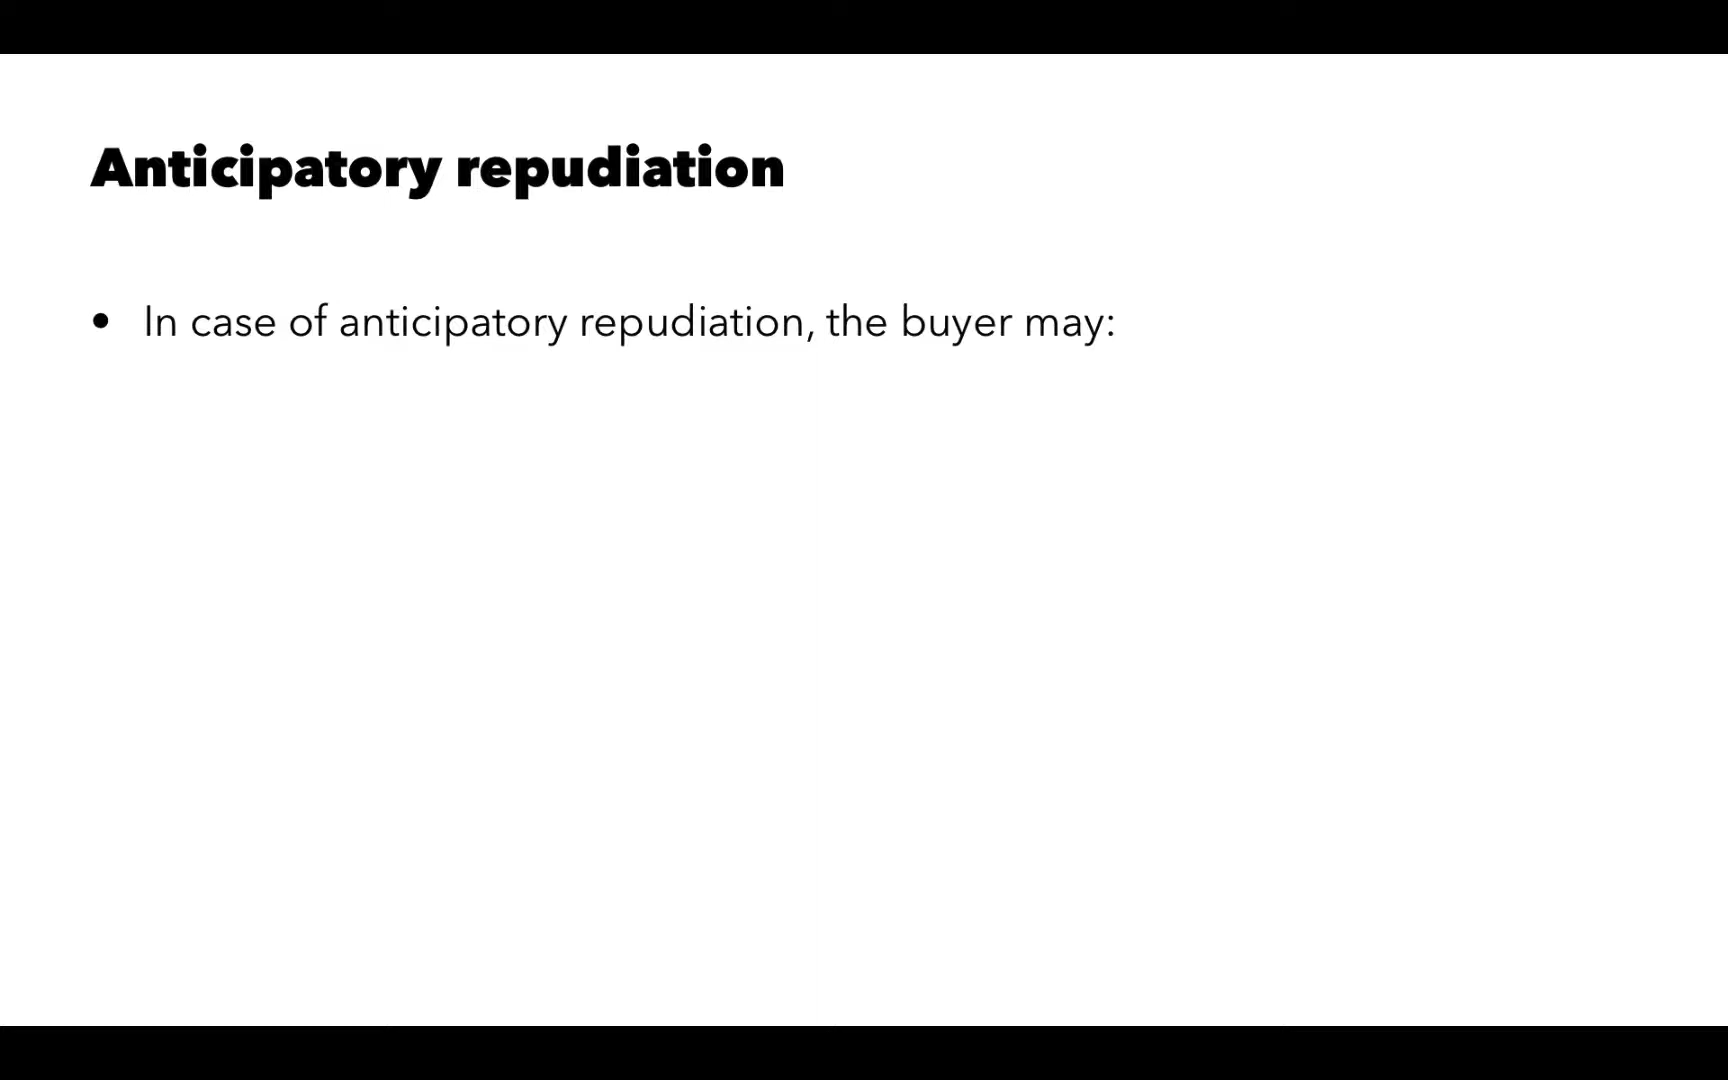 Anticipatory repudiation
• In case of anticipatory repudiation, the buyer may: